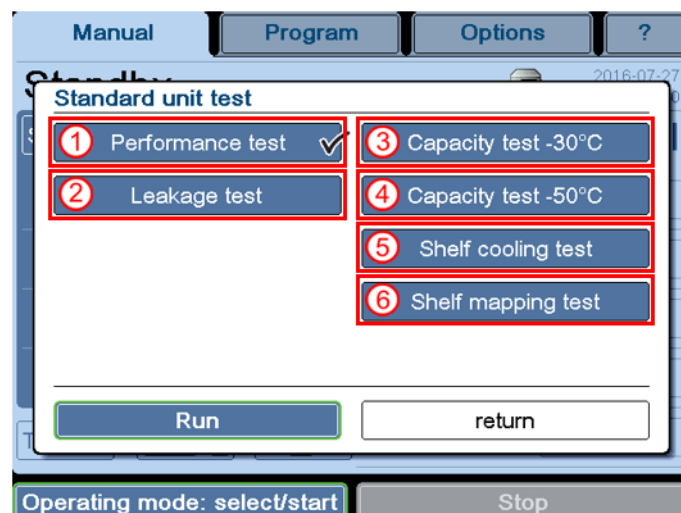 Manual Program Options ?
Standby
2016-07-27
Standard unit test
1 Performance test
3 Capacity test -30°C
2 Leakage test
4 Capacity test -50°C
5 Shelf cooling test
6 Shelf mapping test
Run
return
Operating mode: select/start
Stop